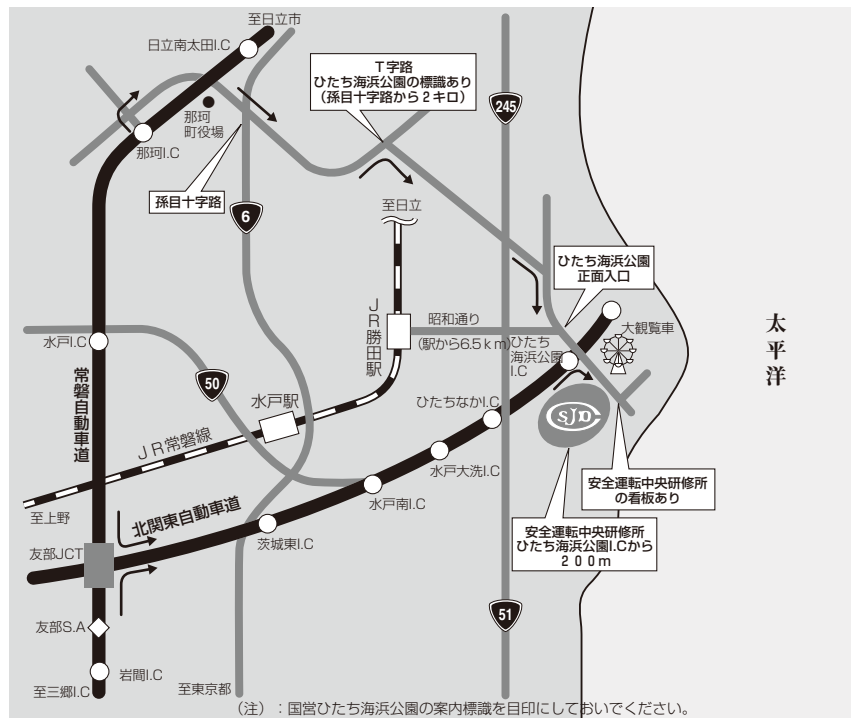 至日立市
日立南太田I.C
T字路
ひたち海浜公園の標識あり
（孫目十字路から2キロ）
245
那珂
町役場
那珂I.C
孫目十字路
6
至日立
ひたち海浜公園
正面入口
JR勝田駅
昭和通り
（駅から6.5km）
ひたち
海浜公園
I.C
大観覧車
太平洋
水戸I.C
常磐自動車道
50
水戸駅
ひたちなかI.C
SJDC
JR常磐線
水戸大洗I.C
水戸南I.C
安全運転中央研修所
の看板あり
至上野
北関東自動車道
茨城東I.C
安全運転中央研修所
ひたち海浜公園I.Cから
200m
友部JCT
51
友部S.A
岩間I.C
至三郷I.C
至東京都
（注）：国営ひたち海浜公園の案内標識を目印にしておいでください。